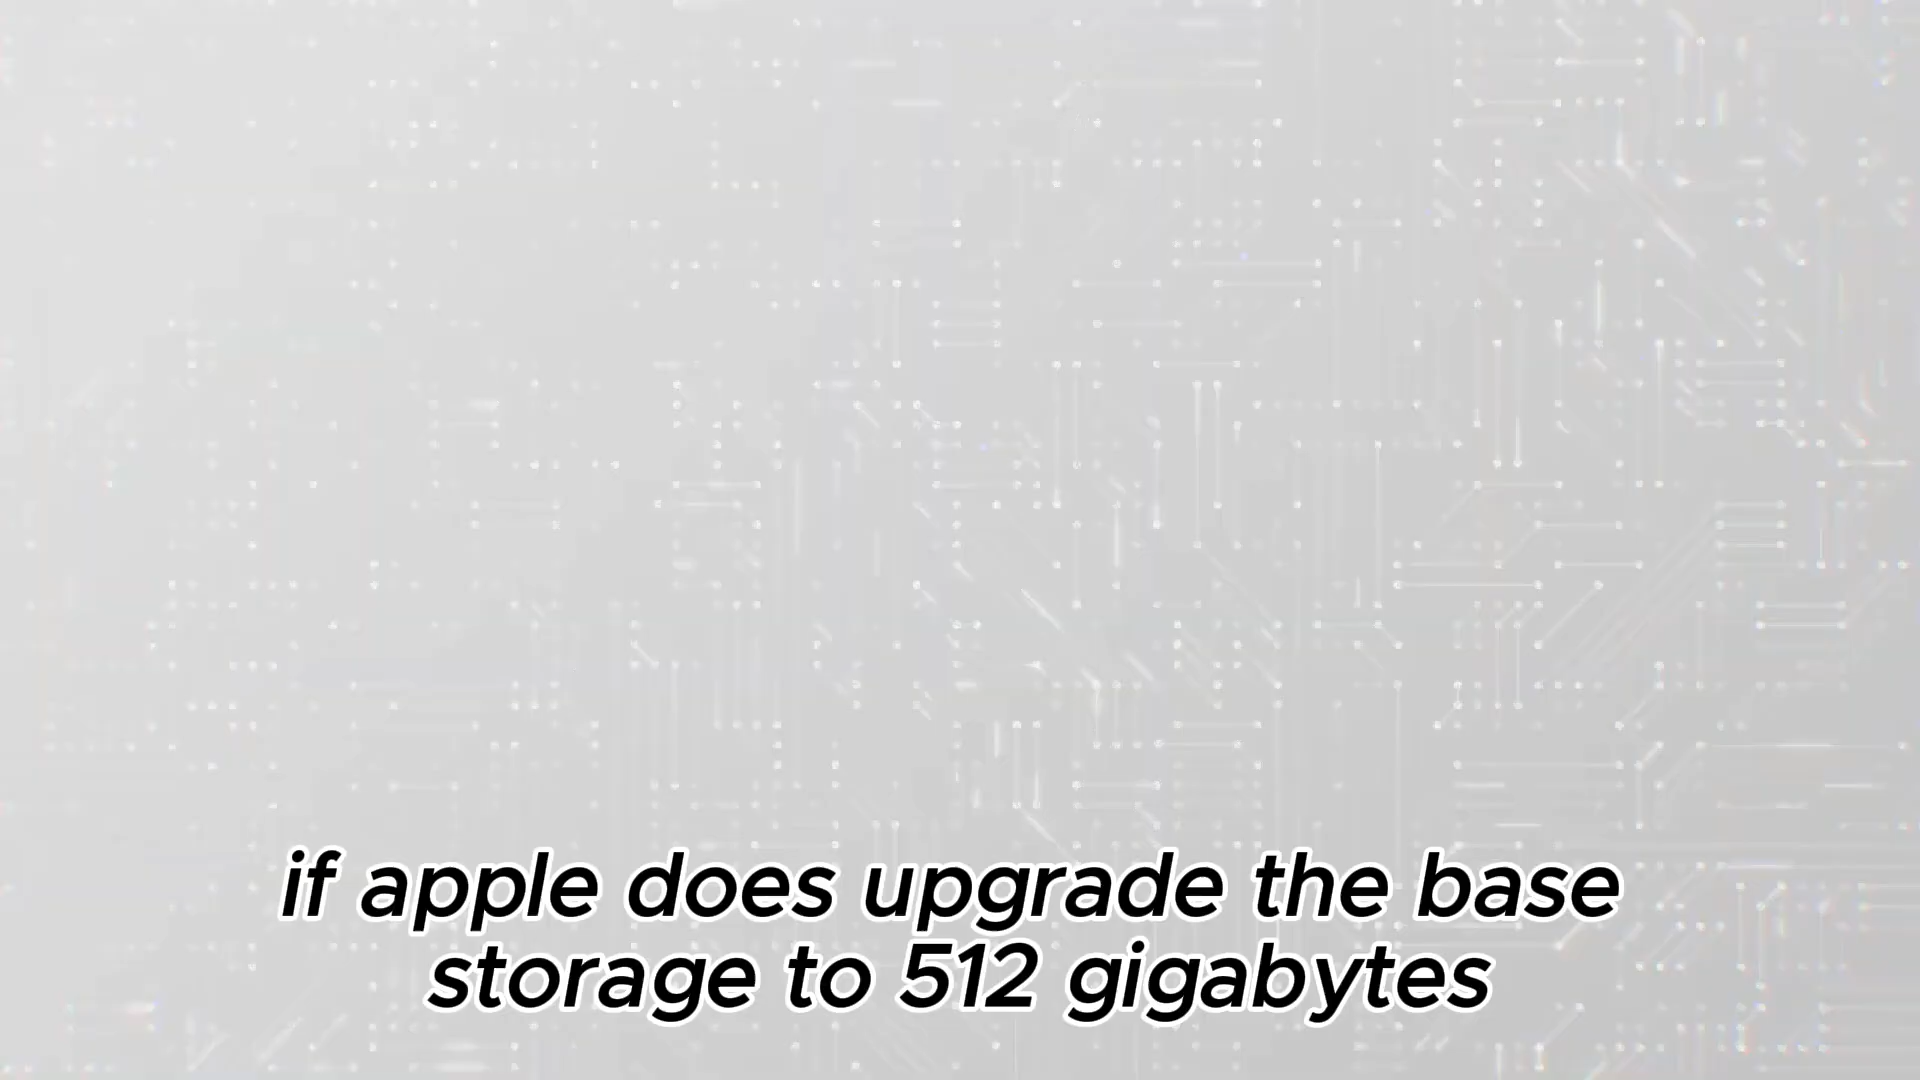 if apple does upgrade the base
storage to 512 gigabytes